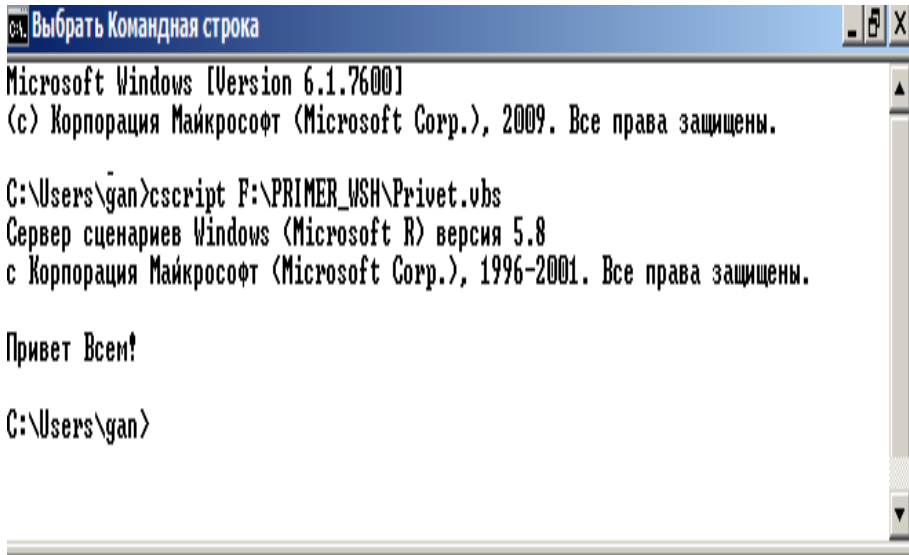 Выбрать Командная строка
Microsoft Windows [Version 6.1.7600]
(c) Корпорация Майкрософт (Microsoft Corp.), 2009. Все права защищены.
C:\Users\gan>cscript F:\PRIMER_WSH\Privet.vbs
Сервер сценариев Windows (Microsoft R) версия 5.8
с Корпорация Майкрософт (Microsoft Corp.), 1996-2001. Все права защищены.
Привет Всем!
C:\Users\gan>